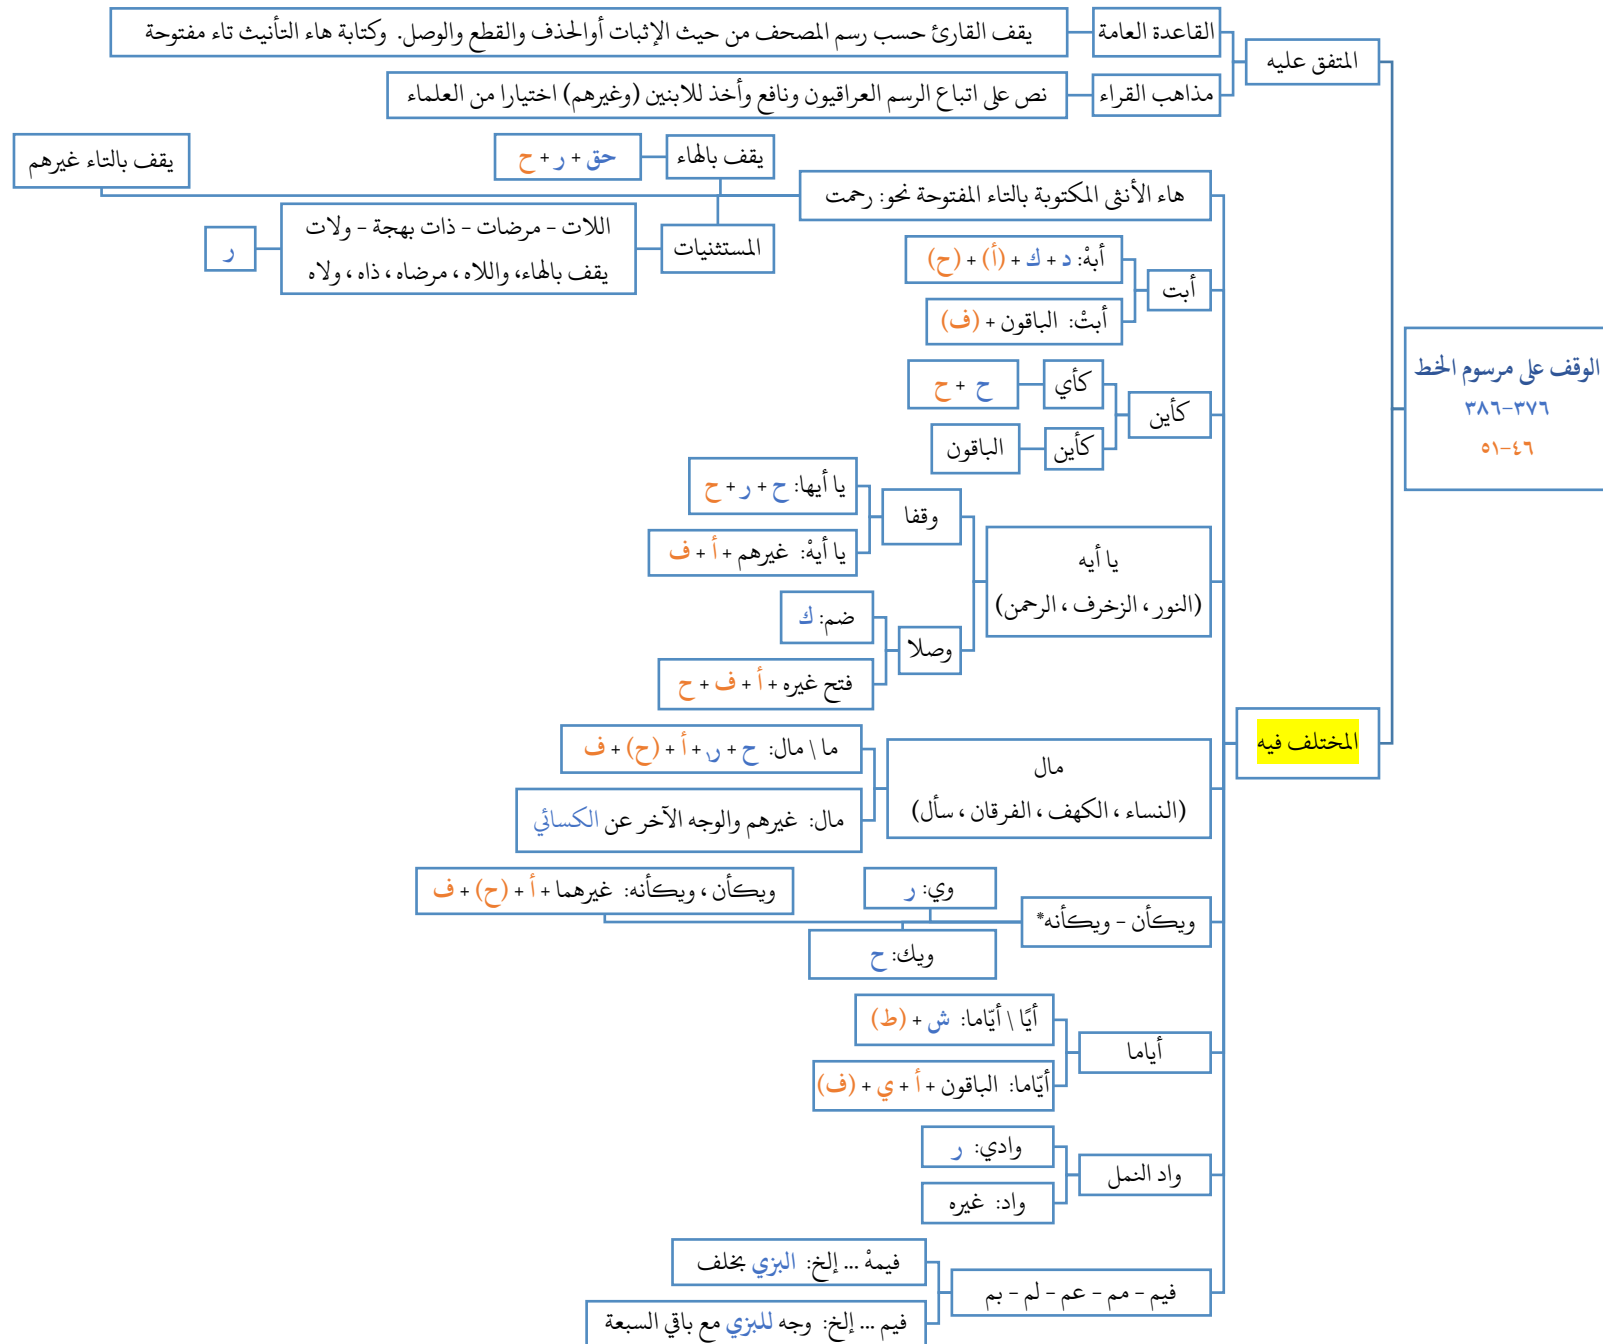 الوقف على مرسوم الخط
٣٧٦-٣٨٦
٤٦-٥١
المتفق عليه
القاعدة العامة
يقف القارئ حسب رسم المصحف من حيث الإثبات أوالحذف والقطع والوصل. وكتابة هاء التأنيث تاء مفتوحة
مذاهب القراء
نص على اتباع الرسم العراقيون ونافع وأخذ للابنين (وغيرهم) اختيارا من العلماء
المختلف فيه
هاء الأنثى المكتوبة بالتاء المفتوحة نحو: رحمت
يقف بالهاء
حق + ر + ح
يقف بالتاء غيرهم
المستثنيات
اللات - مرضات - ذات بهجة - ولات
يقف بالهاء، واللاه ، مرضاه ، ذاه ، ولاه
ر
أبت
أبهْ: د + ك + (أ) + (ح)
أبتْ: الباقون + (ف)
كأين
كأي
ح + ح
كأين
الباقون
يا أيه
(النور ، الزخرف ، الرحمن)
وقفا
يا أيها: ح + ر + ح
يا أيهْ: غيرهم + أ + ف
وصلا
ضم: ك
فتح غيره + أ + ف + ح
مال
(النساء ، الكهف ، الفرقان ، سأل)
ما \ مال: ح + ر + أ + (ح) + ف
مال: غيرهم والوجه الآخر عن الكسائي
ويكأن - ويكأنه*
وي: ر
ويكأن ، ويكأنه: غيرهما + أ + (ح) + ف
ويك: ح
أياما
أيًا \ أيّاما: ش + (ط)
أيّاما: الباقون + أ + ي + (ف)
واد النمل
وادي: ر
واد: غيره
فيم - مم - عم - لم - بم
فيمهْ ... إلخ: البزي بخلف
فيم ... إلخ: وجه للبزي مع باقي السبعة